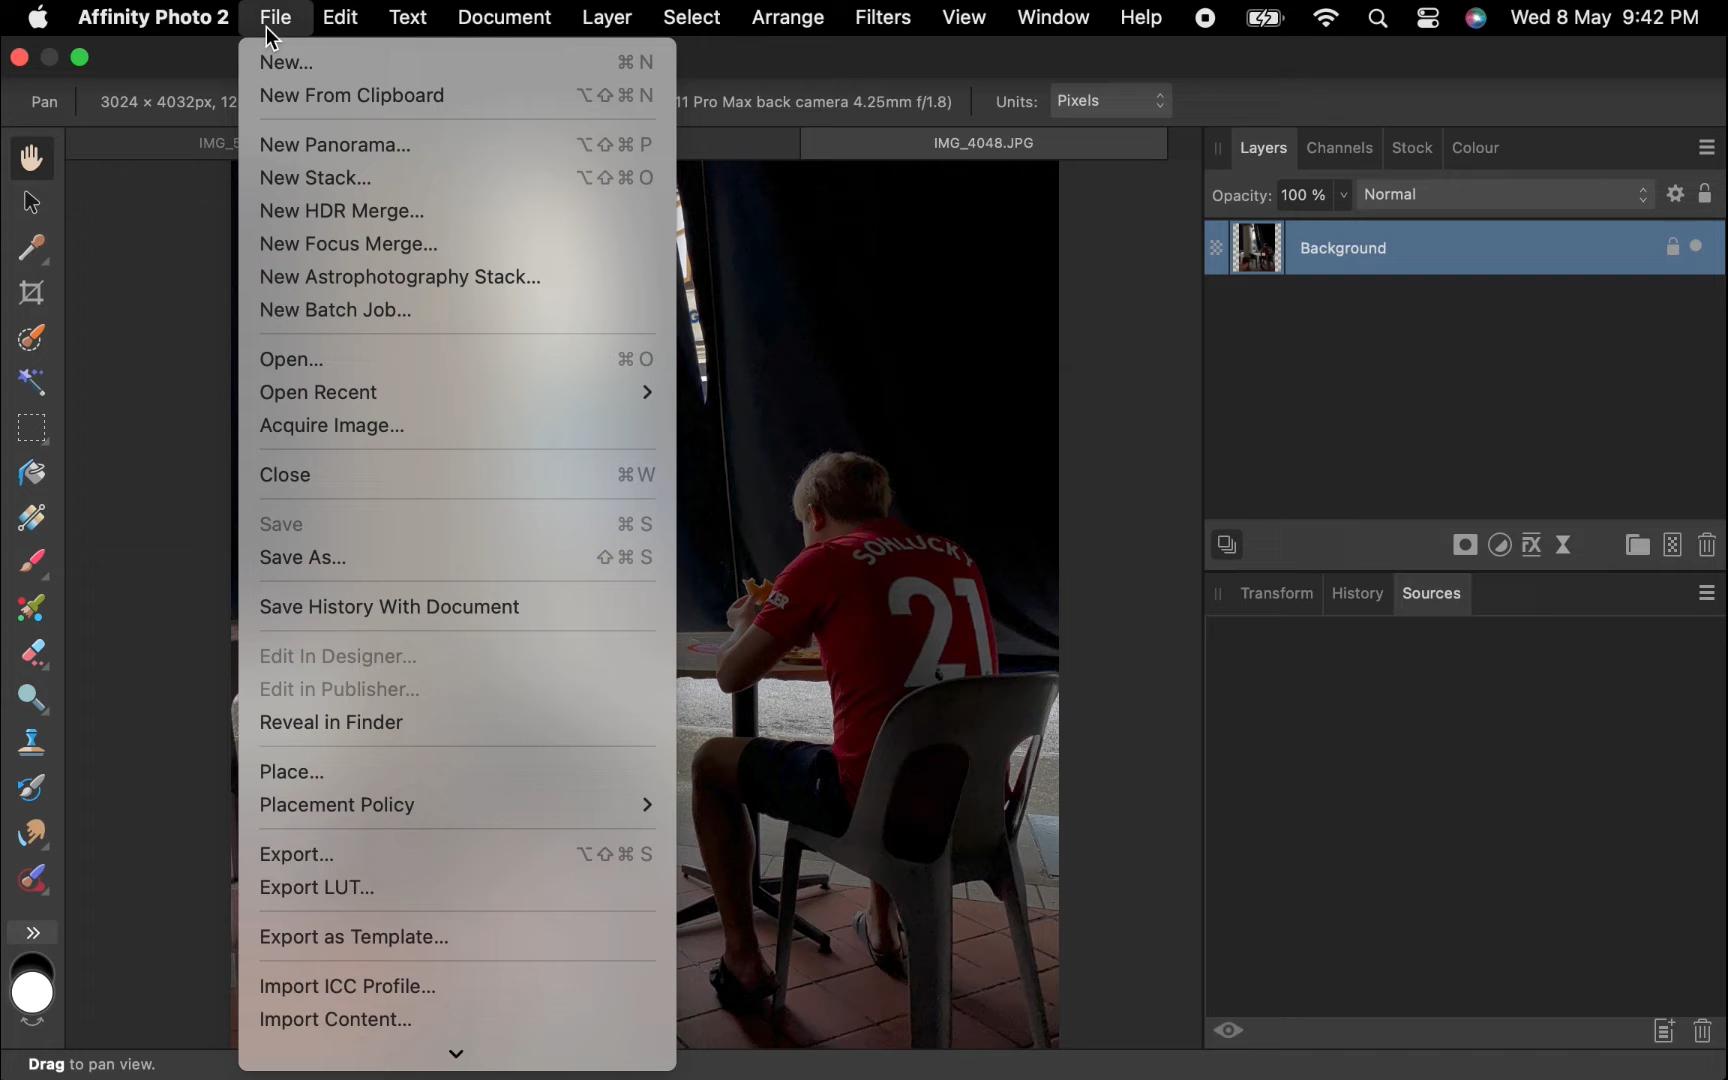 Affinity Photo 2 File Edit Text Document Layer Select Arrange Filters View Window Help Wed 8 May 9:42 PM
Pan 3024 × 4032px, 12 11 Pro Max back camera 4.25mm f/1.8) Units: Pixels
IMG_5 IMG_4048.JPG
New... ⌘ N
New From Clipboard ⌥⇧⌘ N
New Panorama... ⌥⇧⌘ P
New Stack... ⌥⇧⌘ O
New HDR Merge...
New Focus Merge...
New Astrophotography Stack...
New Batch Job...
Open... ⌘ O
Open Recent
Acquire Image...
Close ⌘ W
Save ⌘ S
Save As... ⇧⌘ S
Save History With Document
Edit In Designer...
Edit in Publisher...
Reveal in Finder
Place...
Placement Policy
Export... ⌥⇧⌘ S
Export LUT...
Export as Template...
Import ICC Profile...
Import Content...
SONLUCKY
21
Layers Channels Stock Colour
Opacity: 100 % Normal
Background
Transform History Sources
Drag to pan view.